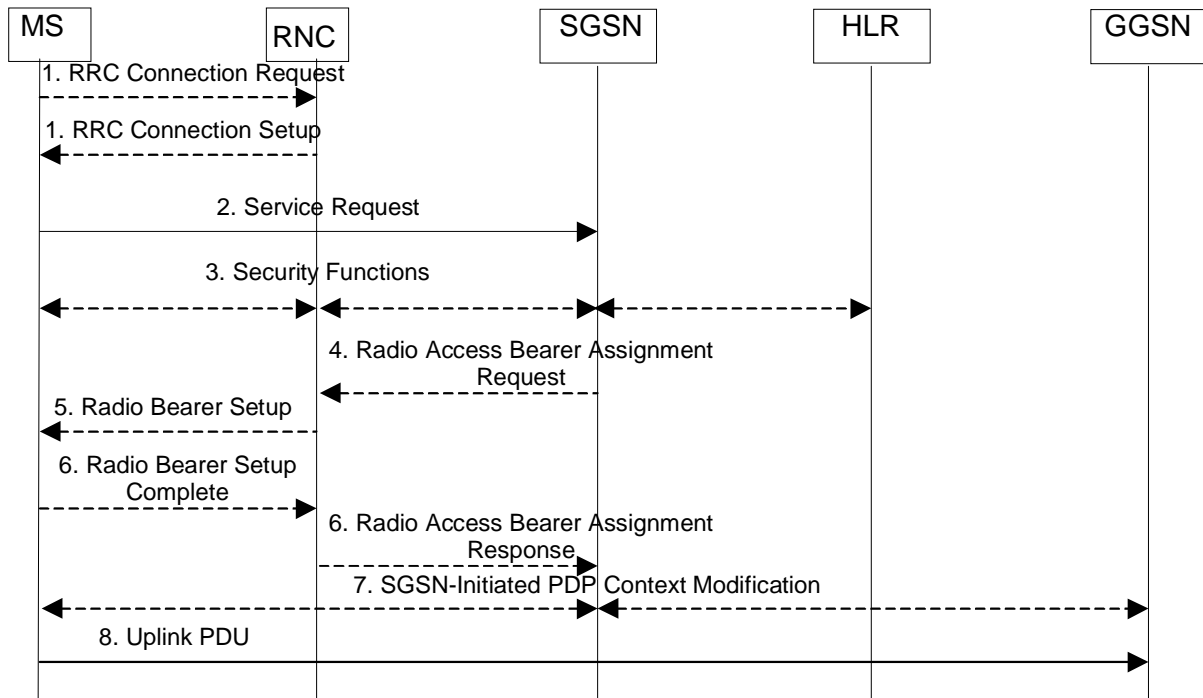 MS
RNC
SGSN
HLR
GGSN
1. RRC Connection Request
1. RRC Connection Setup
2. Service Request
3. Security Functions
4. Radio Access Bearer Assignment
Request
5. Radio Bearer Setup
6. Radio Bearer Setup
Complete
6. Radio Access Bearer Assignment
Response
7. SGSN-Initiated PDP Context Modification
8. Uplink PDU